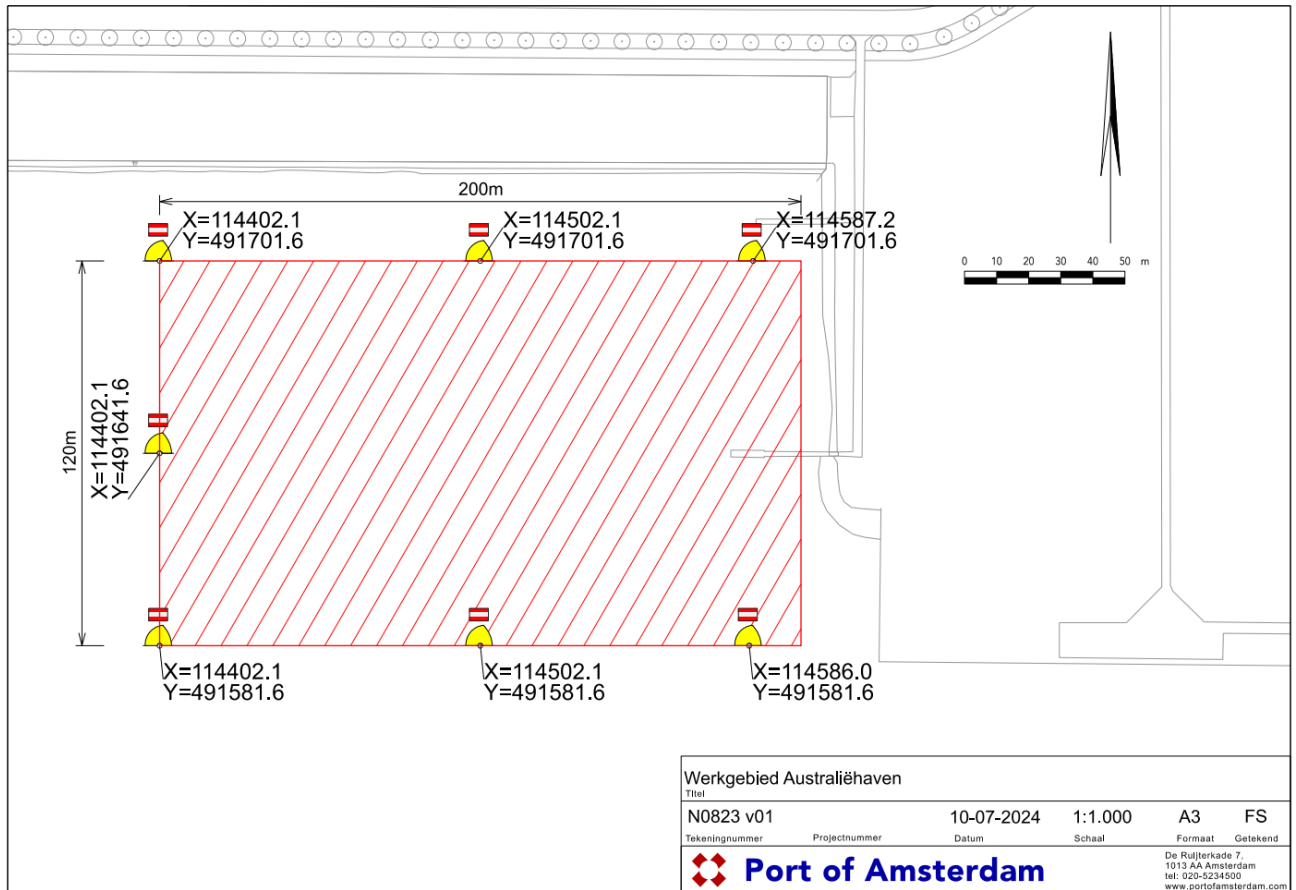 200m
X=114402.1
Y=491701.6
X=114502.1
Y=491701.6
X=114587.2
Y=491701.6
0 10 20 30 40 50 m
120m
X=114402.1
Y=491641.6
X=114402.1
Y=491581.6
X=114502.1
Y=491581.6
X=114586.0
Y=491581.6
Werkgebied Australiëhaven
Titel
N0823 v01 10-07-2024 1:1.000 A3 FS
Tekeningnummer Projectnummer Datum Schaal Formaat Getekend
Port of Amsterdam
De Ruijterkade 7,
1013 AA Amsterdam
tel: 020-5234500
www.portofamsterdam.com